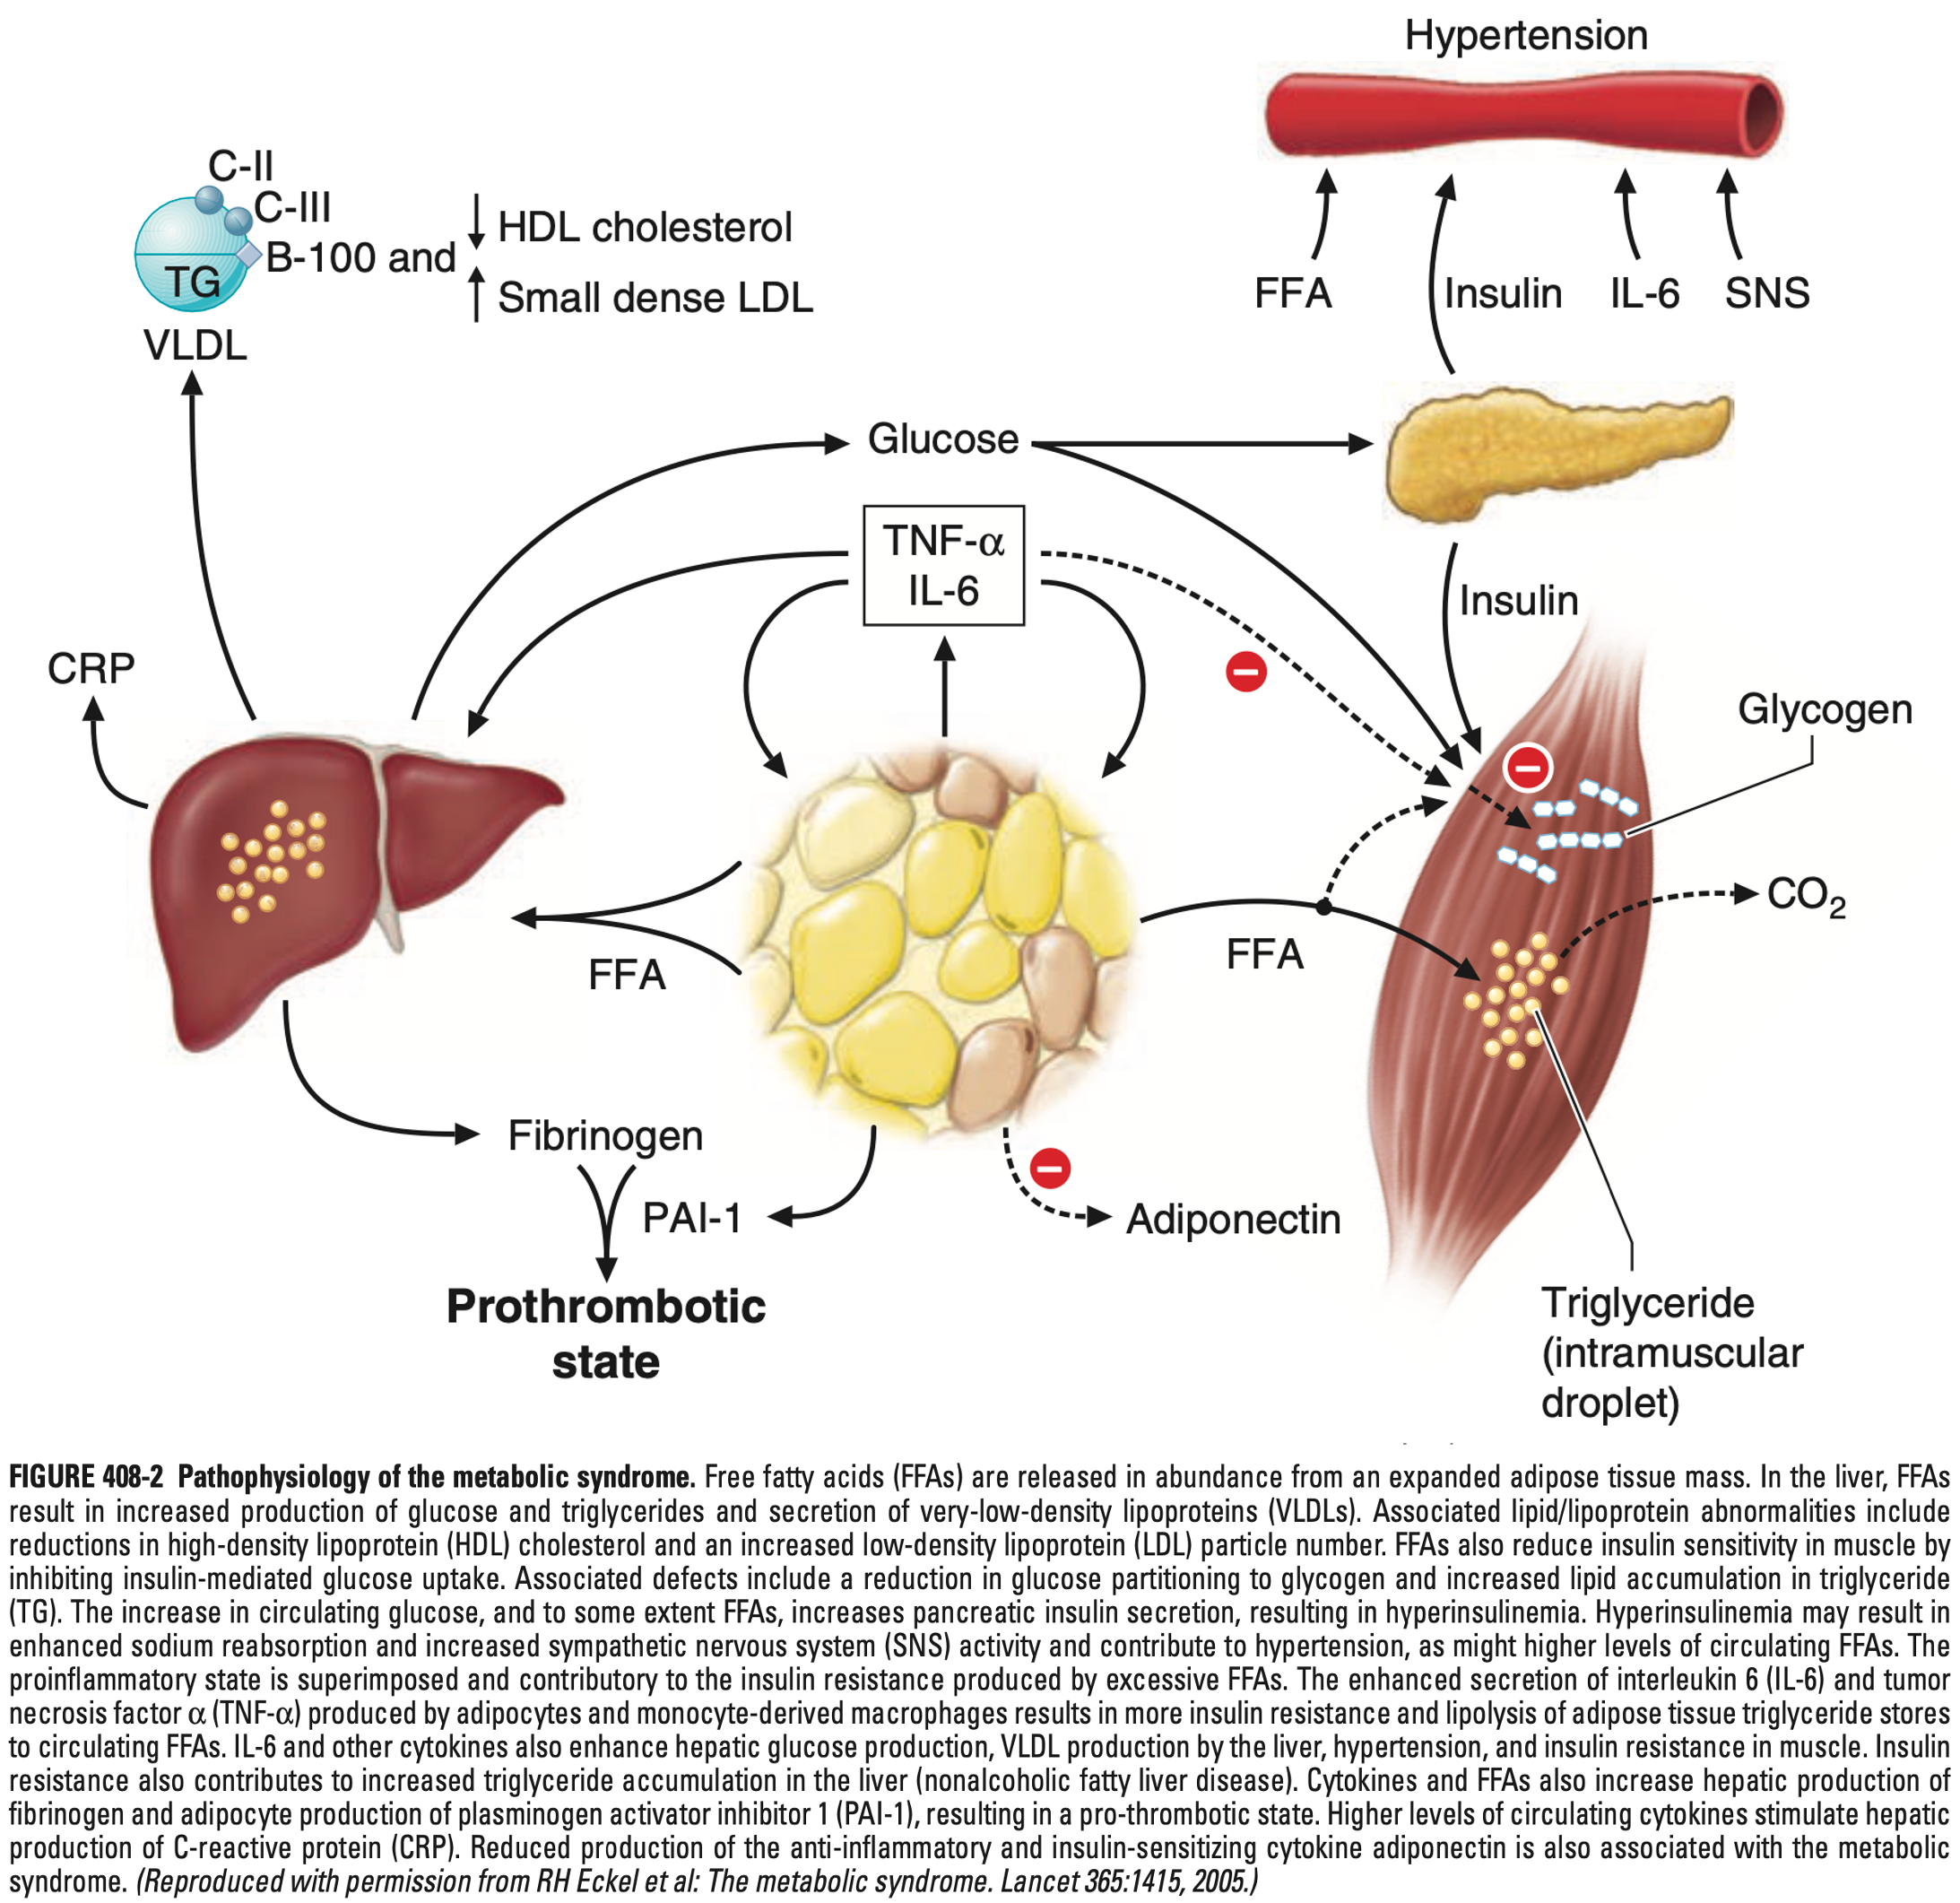 Hypertension
C-II
C-III
B-100 and
↓ HDL cholesterol
↑ Small dense LDL
TG
VLDL
FFA
Insulin
IL-6
SNS
Glucose
TNF-α
IL-6
Insulin
CRP
Glycogen
CO2
FFA
FFA
Fibrinogen
PAI-1
Adiponectin
Prothrombotic
state
Triglyceride
(intramuscular
droplet)
FIGURE 408-2 Pathophysiology of the metabolic syndrome. Free fatty acids (FFAs) are released in abundance from an expanded adipose tissue mass. In the liver, FFAs
result in increased production of glucose and triglycerides and secretion of very-low-density lipoproteins (VLDLs). Associated lipid/lipoprotein abnormalities include
reductions in high-density lipoprotein (HDL) cholesterol and an increased low-density lipoprotein (LDL) particle number. FFAs also reduce insulin sensitivity in muscle by
inhibiting insulin-mediated glucose uptake. Associated defects include a reduction in glucose partitioning to glycogen and increased lipid accumulation in triglyceride
(TG). The increase in circulating glucose, and to some extent FFAs, increases pancreatic insulin secretion, resulting in hyperinsulinemia. Hyperinsulinemia may result in
enhanced sodium reabsorption and increased sympathetic nervous system (SNS) activity and contribute to hypertension, as might higher levels of circulating FFAs. The
proinflammatory state is superimposed and contributory to the insulin resistance produced by excessive FFAs. The enhanced secretion of interleukin 6 (IL-6) and tumor
necrosis factor α (TNF-α) produced by adipocytes and monocyte-derived macrophages results in more insulin resistance and lipolysis of adipose tissue triglyceride stores
to circulating FFAs. IL-6 and other cytokines also enhance hepatic glucose production, VLDL production by the liver, hypertension, and insulin resistance in muscle. Insulin
resistance also contributes to increased triglyceride accumulation in the liver (nonalcoholic fatty liver disease). Cytokines and FFAs also increase hepatic production of
fibrinogen and adipocyte production of plasminogen activator inhibitor 1 (PAI-1), resulting in a pro-thrombotic state. Higher levels of circulating cytokines stimulate hepatic
production of C-reactive protein (CRP). Reduced production of the anti-inflammatory and insulin-sensitizing cytokine adiponectin is also associated with the metabolic
syndrome. (Reproduced with permission from RH Eckel et al: The metabolic syndrome. Lancet 365:1415, 2005.)